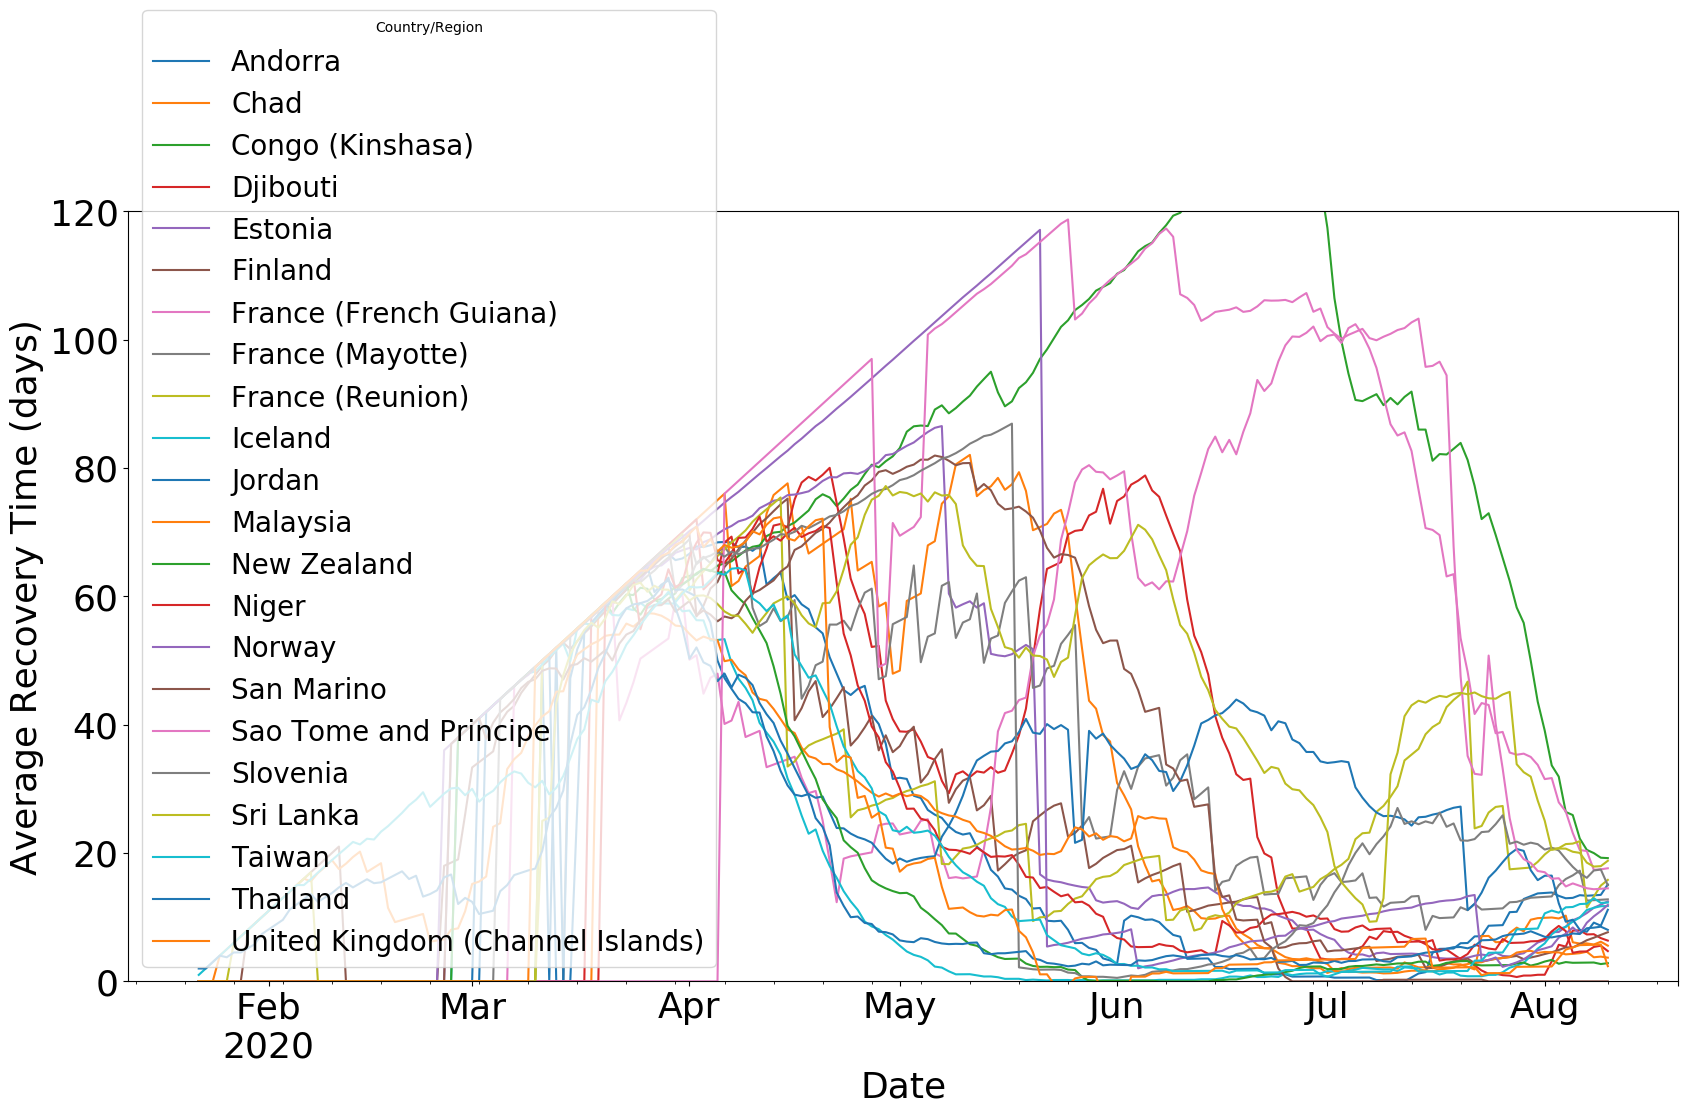 Country/Region
Andorra
Chad
Congo (Kinshasa)
Djibouti
Estonia
Finland
France (French Guiana)
France (Mayotte)
France (Reunion)
Iceland
Jordan
Malaysia
New Zealand
Niger
Norway
San Marino
Sao Tome and Principe
Slovenia
Sri Lanka
Taiwan
Thailand
United Kingdom (Channel Islands)
Average Recovery Time (days)
120
100
80
60
40
20
0
Feb Mar Apr May Jun Jul Aug
2020
Date